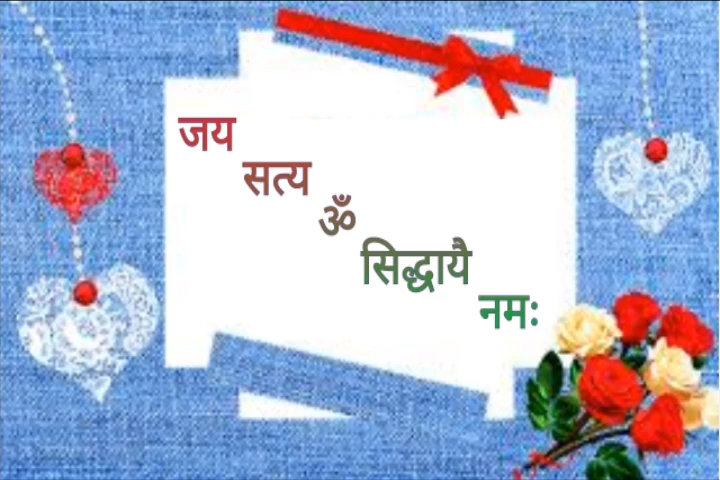 जय
सत्य
ॐ
सिद्धायै
नमः